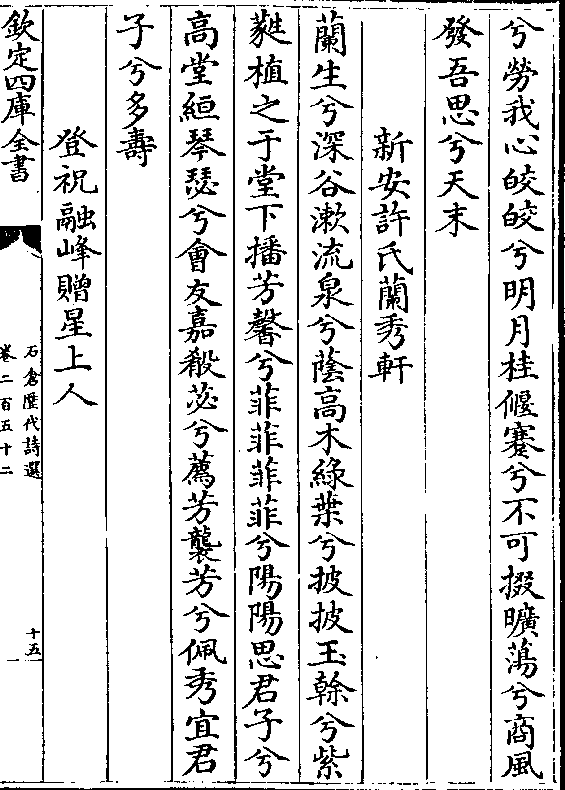 兮勞我心皎皎兮明月桂偃蹇兮不可掇曠蕩兮商風
發吾思兮天末
新安許氏蘭秀軒
蘭生兮深谷漱流泉兮蔭高木綠葉兮披披玉榦兮紫
蕤植之于堂下播芳馨兮菲菲菲菲兮陽陽思君子兮
高堂絙琴瑟兮會友嘉殽苾兮薦芳襲芳兮佩秀宜君
子兮多壽
登祝融峰贈星上人
欽定四庫全書
石倉歷代詩選
卷二百五十二
十五